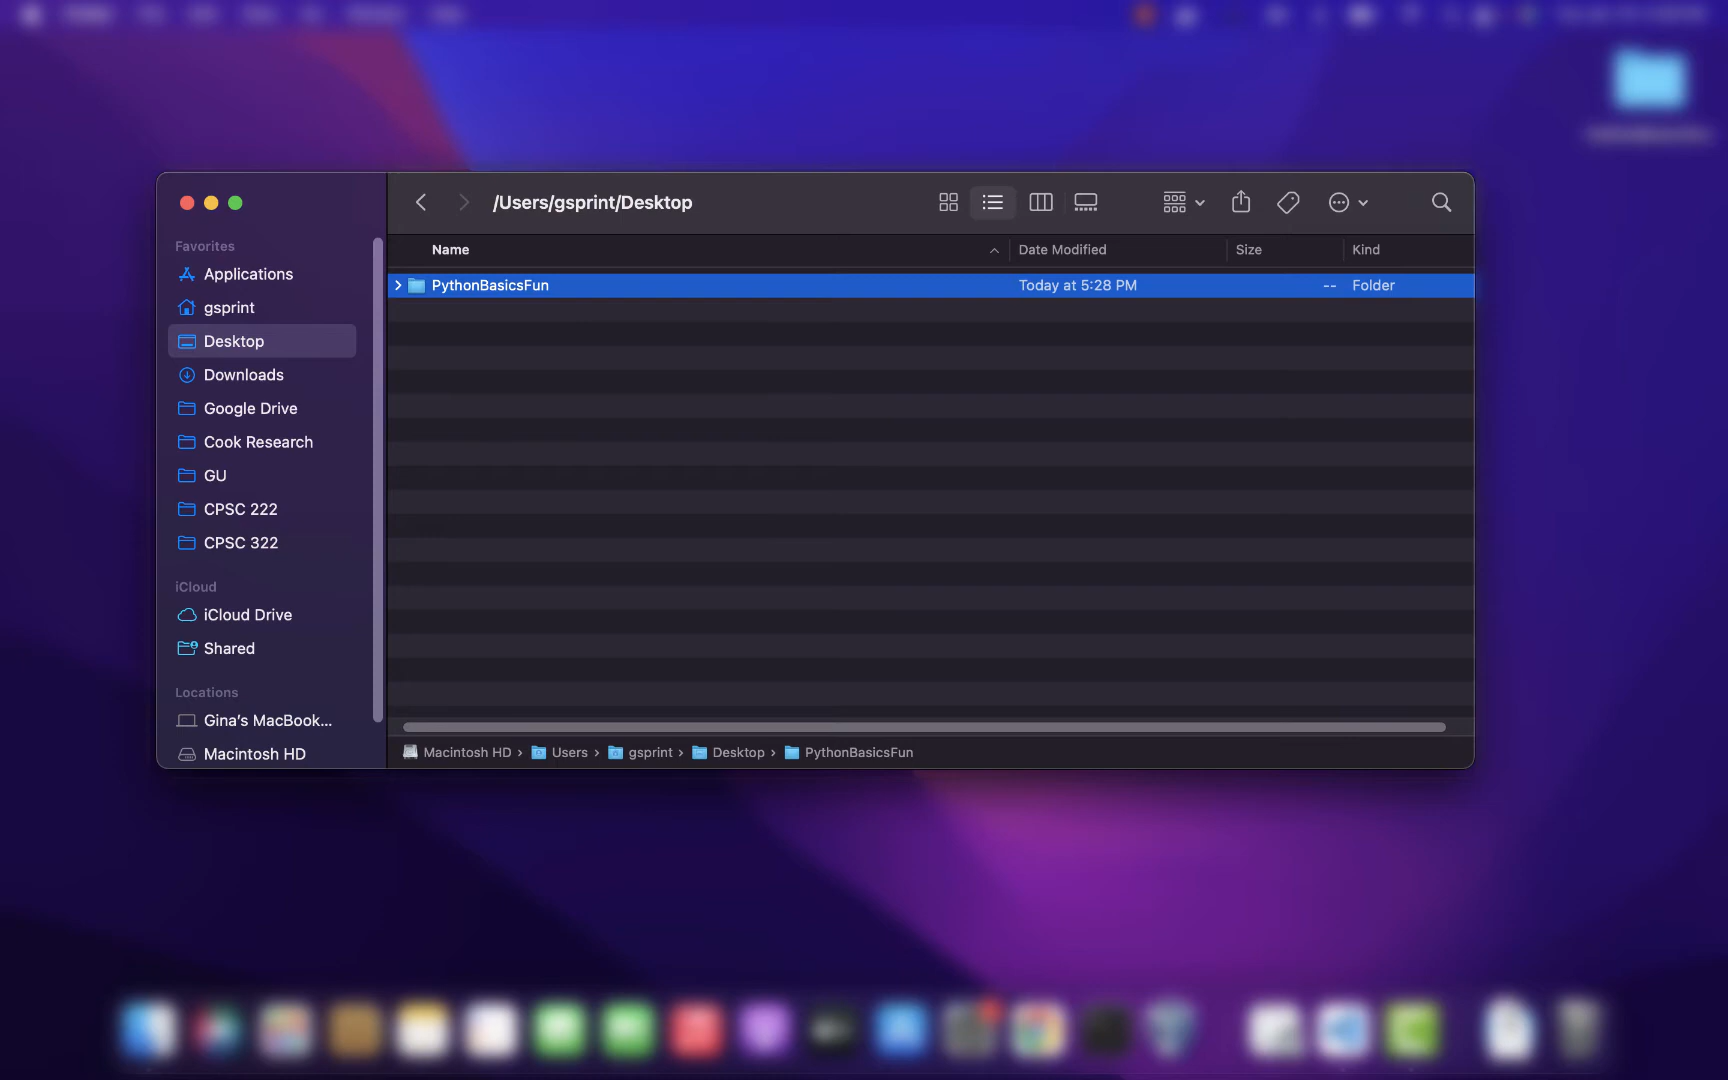 /Users/gsprint/Desktop
Name Date Modified Size Kind
PythonBasicsFun Today at 5:28 PM -- Folder
Favorites
Applications
gsprint
Desktop
Downloads
Google Drive
Cook Research
GU
CPSC 222
CPSC 322
iCloud
iCloud Drive
Shared
Locations
Gina's MacBook...
Macintosh HD
Macintosh HD › Users › gsprint › Desktop › PythonBasicsFun